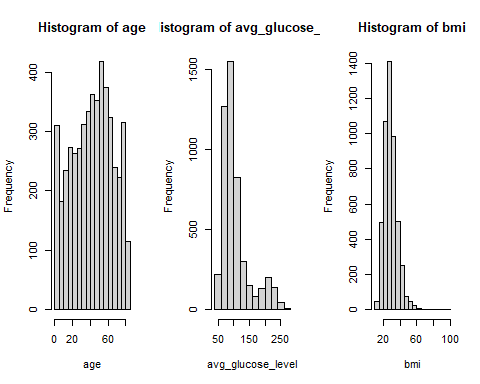 Histogram of age
istogram of avg_glucose_
Histogram of bmi
Frequency
0
100
200
300
400
0
20
60
age
Frequency
0
500
1000
1500
50
150
250
avg_glucose_level
Frequency
0
200
400
600
800
1000
1200
1400
20
60
100
bmi